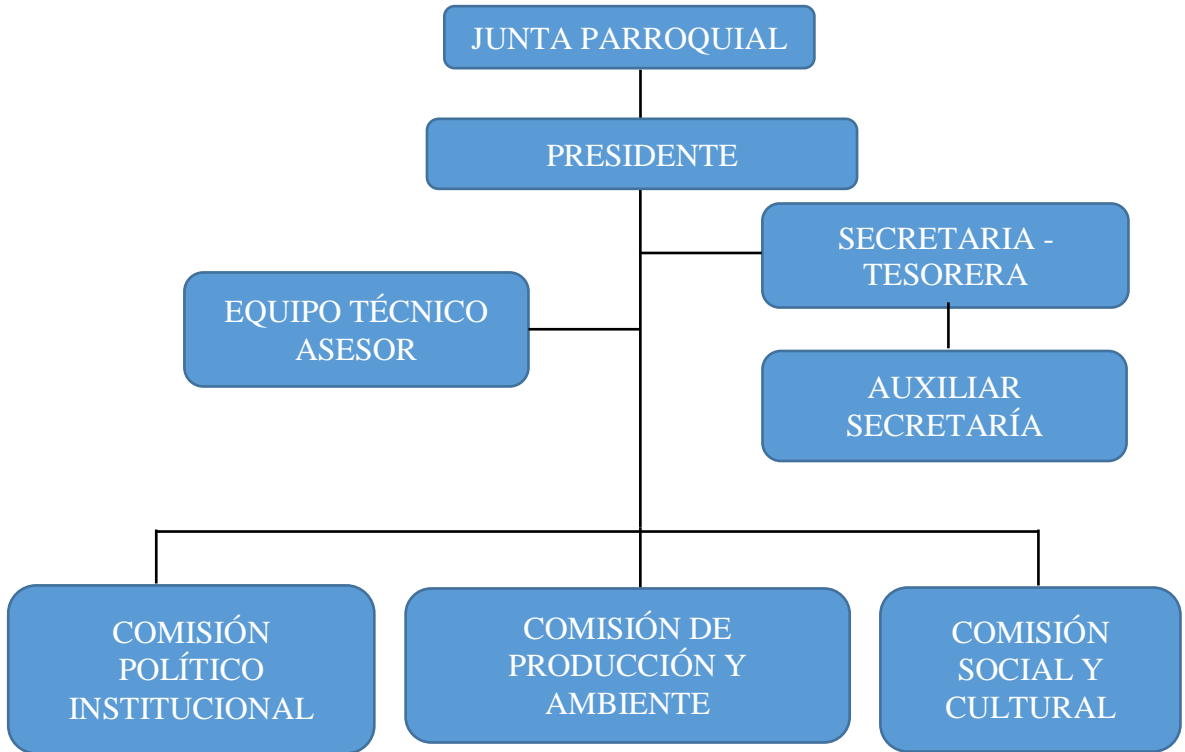 JUNTA PARROQUIAL
PRESIDENTE
SECRETARIA -
TESORERA
EQUIPO TÉCNICO
ASESOR
AUXILIAR
SECRETARÍA
COMISIÓN
POLÍTICO
INSTITUCIONAL
COMISIÓN DE
PRODUCCIÓN Y
AMBIENTE
COMISIÓN
SOCIAL Y
CULTURAL